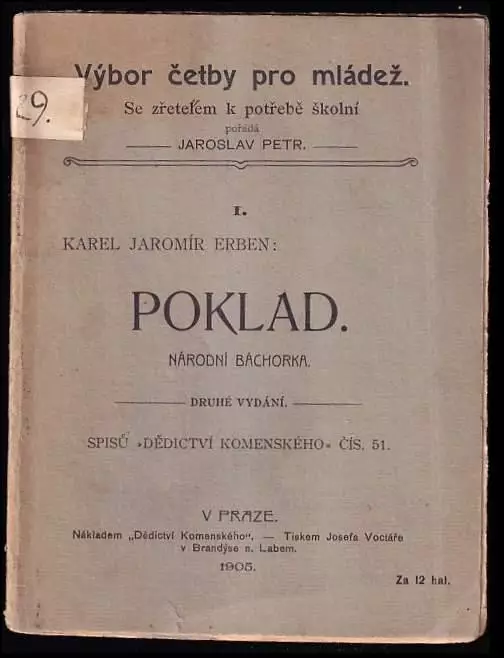 Výbor četby pro mládež.
29.
Se zřetelem k potřebě školní
pořádá
JAROSLAV PETR.
I.
KAREL JAROMÍR ERBEN:
POKLAD.
NÁRODNÍ BÁCHORKA.
DRUHÉ VYDÁNÍ.
SPISŮ »DĚDICTVÍ KOMENSKÉHO« ČÍS. 51.
V PRAZE.
Nákladem „Dědictví Komenského“. — Tiskem Josefa Voctáře
v Brandýse n. Labem.
1905.
Za 12 hal.